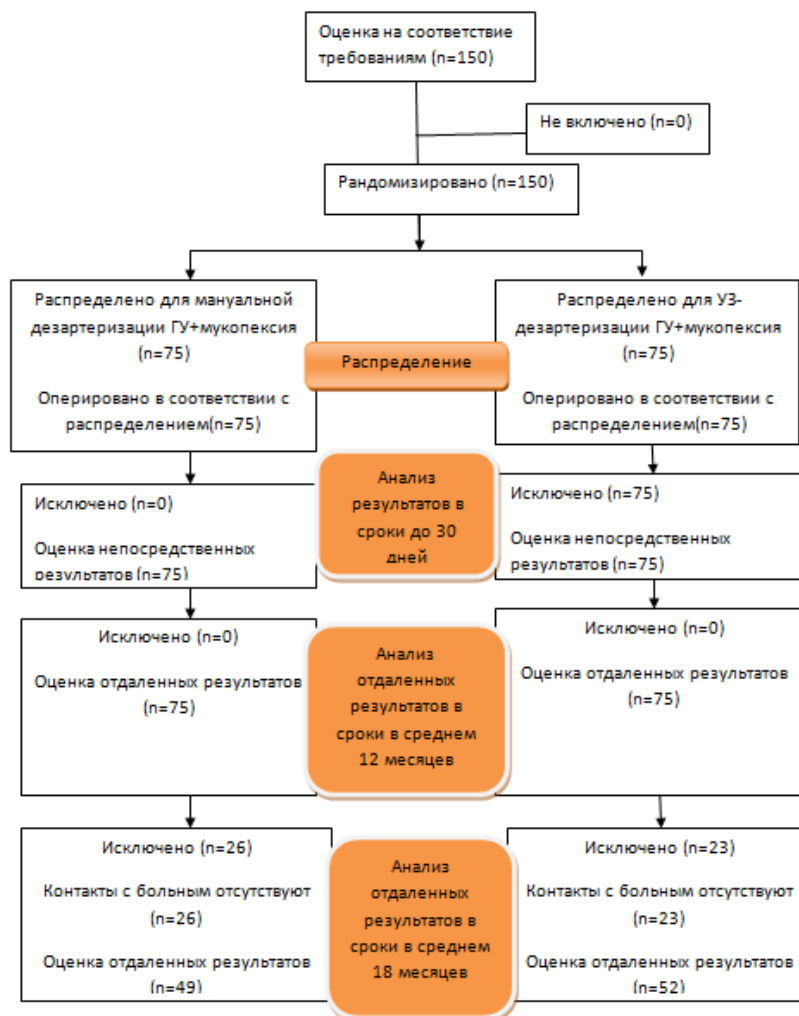 Оценка на соответствие
требованиям (n=150)
Не включено (n=0)
Рандомизировано (n=150)
Распределено для мануальной
дезартеризации ГУ+мукопексия
(n=75)
Оперировано в соответствии с
распределением(n=75)
Распределение
Распределено для УЗ-
дезартеризации ГУ+мукопексия
(n=75)
Оперировано в соответствии с
распределением(n=75)
Исключено (n=0)
Оценка непосредственных
результатов (n=75)
Анализ
результатов в
сроки до 30
дней
Исключено (n=75)
Оценка непосредственных
результатов (n=75)
Исключено (n=0)
Оценка отдаленных результатов
(n=75)
Анализ
отдаленных
результатов в
сроки в среднем
12 месяцев
Исключено (n=0)
Оценка отдаленных результатов
(n=75)
Исключено (n=26)
Контакты с больным отсутствуют
(n=26)
Оценка отдаленных результатов
(n=49)
Анализ
отдаленных
результатов в
сроки в среднем
18 месяцев
Исключено (n=23)
Контакты с больным отсутствуют
(n=23)
Оценка отдаленных результатов
(n=52)